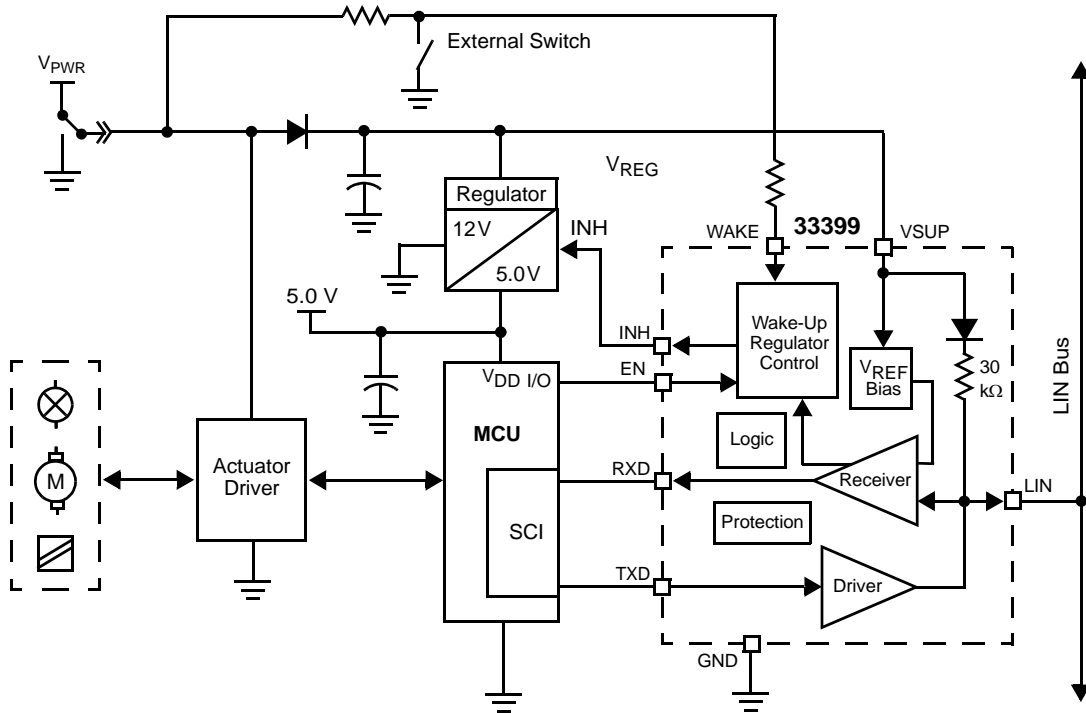 External Switch
VPWR
VREG
Regulator
12V
5.0V
INH
WAKE
33399
VSUP
5.0 V
INH
EN
Wake-Up
Regulator
Control
VREF
Bias
30
kΩ
LIN Bus
VDD I/O
MCU
Logic
M
Actuator
Driver
RXD
Receiver
LIN
SCI
Protection
TXD
Driver
GND